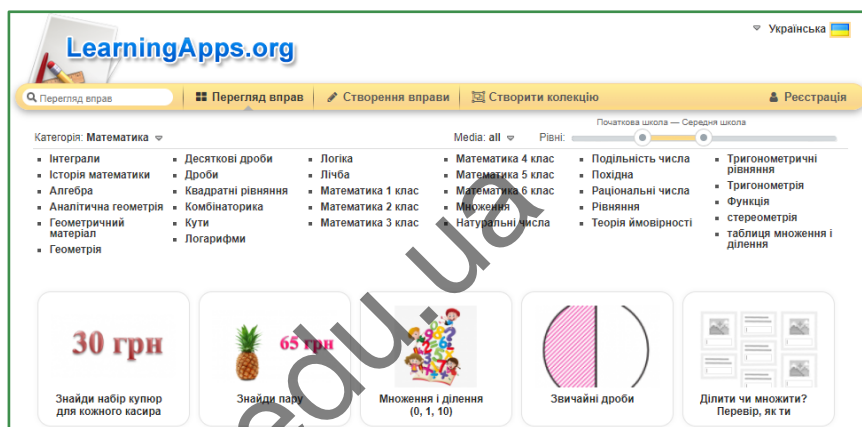 LearningApps.org
Українська
Перегляд вправ
Перегляд вправ
Створення вправи
Створити колекцію
Реєстрація
Категорія: Математика
Media: all
Рівні:
Початкова школа — Середня школа
Інтеграли
Історія математики
Алгебра
Аналітична геометрія
Геометричний
матеріал
Геометрія
Десяткові дроби
Дроби
Квадратні рівняння
Комбінаторика
Кути
Логарифми
Логіка
Лічба
Математика 1 клас
Математика 2 клас
Математика 3 клас
Математика 4 клас
Математика 5 клас
Математика 6 клас
Множення
Натуральні числа
Подільність числа
Похідна
Раціональні числа
Рівняння
Теорія ймовірності
Тригонометричні
рівняння
Тригонометрія
Функція
стереометрія
таблиця множення і
ділення
30 грн
Знайди набір купюр
для кожного касира
65 грн
Знайди пару
Множення і ділення
(0, 1, 10)
Звичайні дроби
Ділити чи множити?
Перевір, як ти
edu.ua